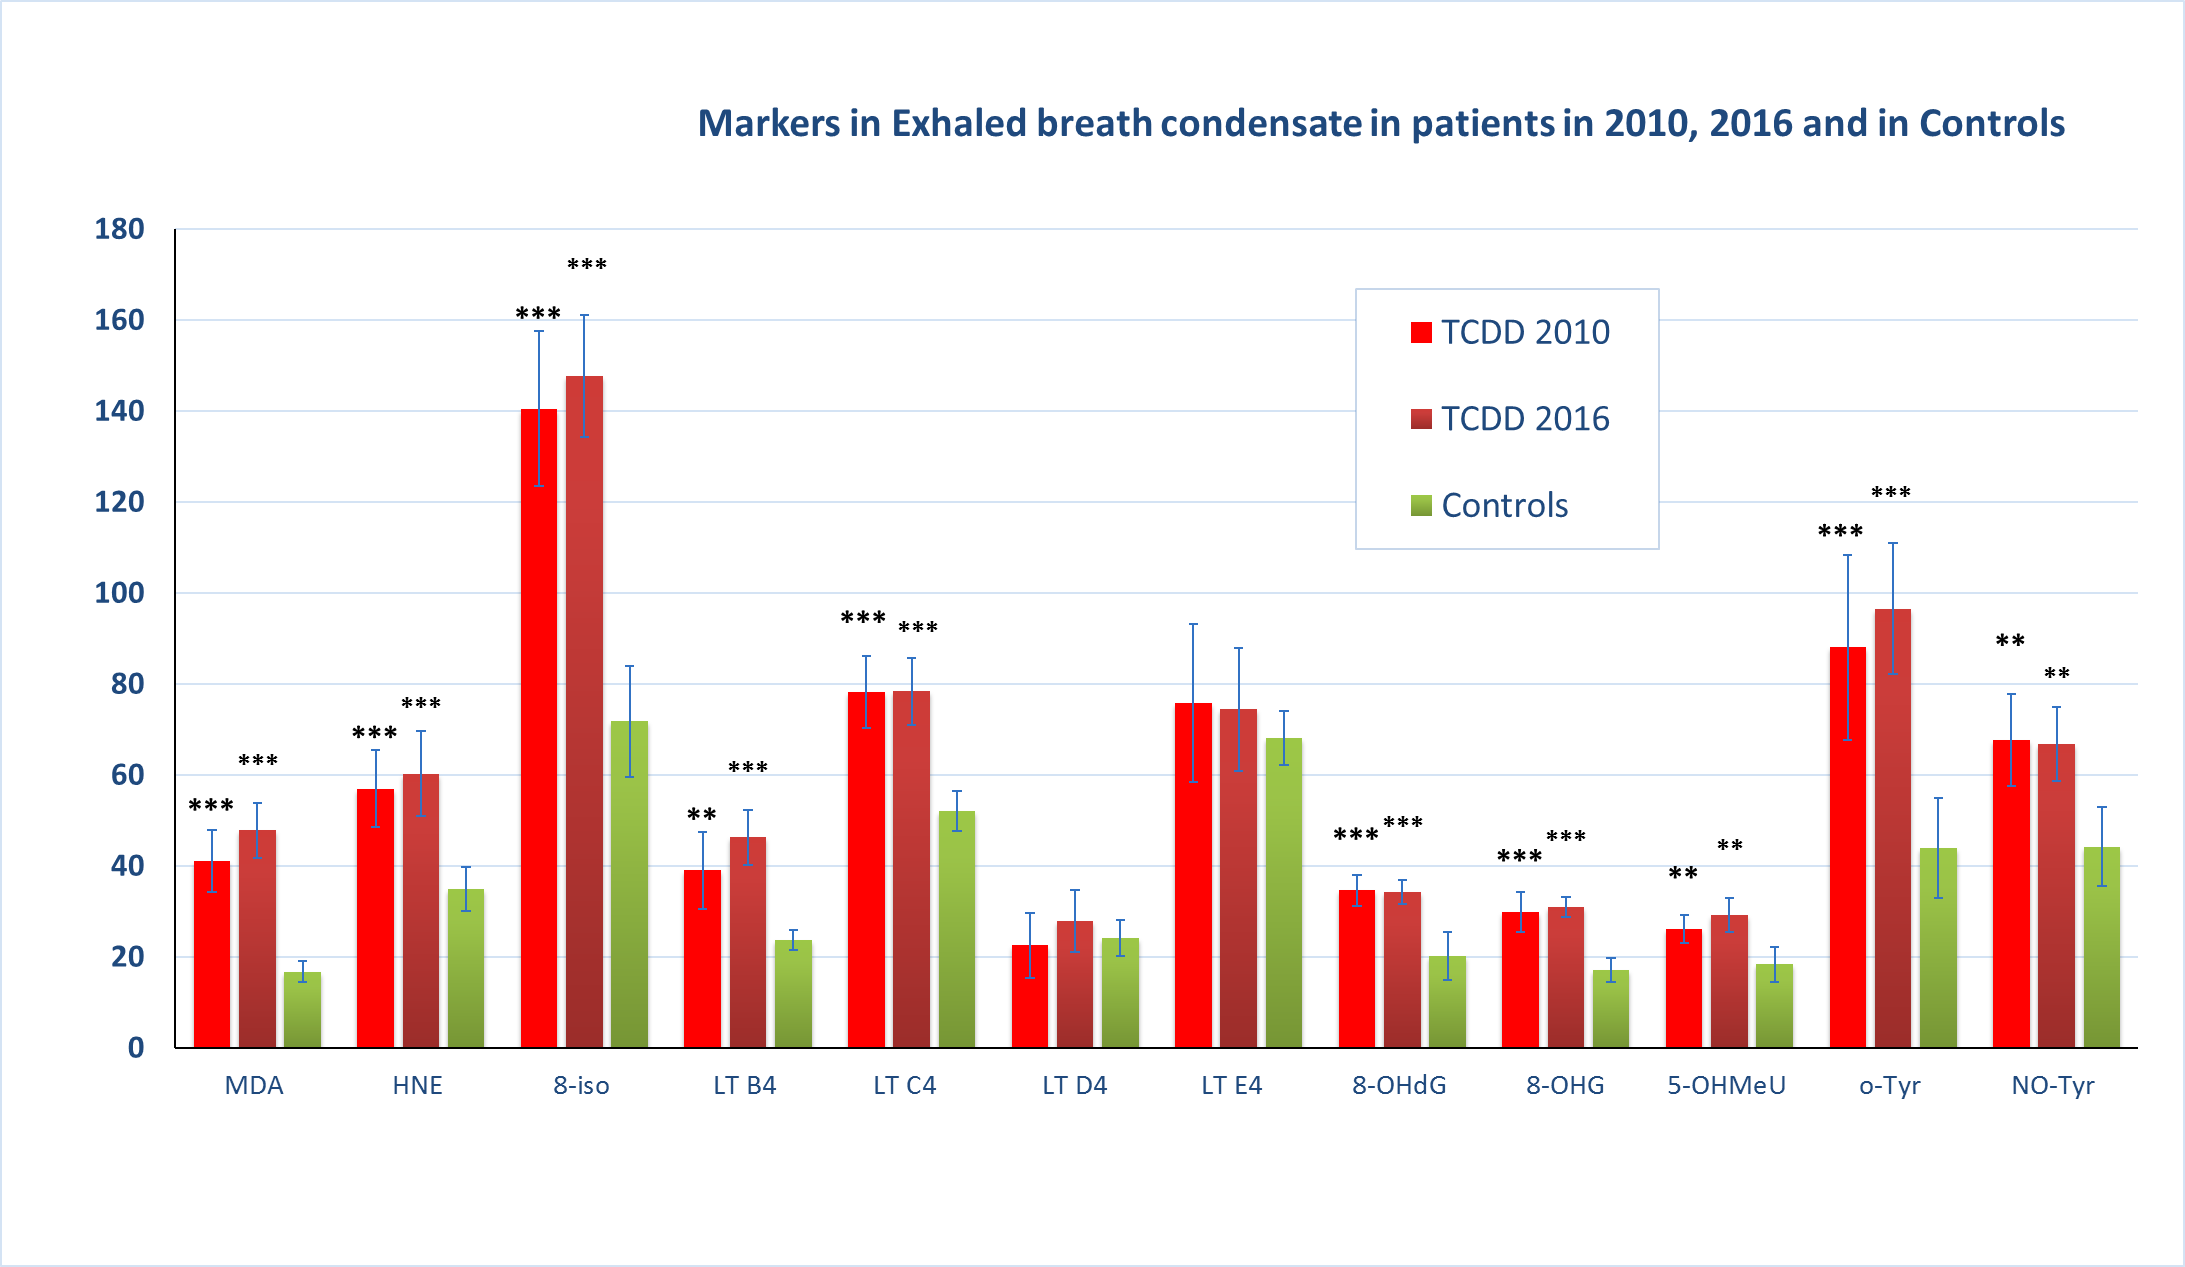 Markers in Exhaled breath condensate in patients in 2010, 2016 and in Controls
180
160
140
120
100
80
60
40
20
0
*** *** *** *** *** *** ** *** *** *** *** *** *** *** ** ** *** *** ** **
TCDD 2010
TCDD 2016
Controls
MDA HNE 8-iso LT B4 LT C4 LT D4 LT E4 8-OHdG 8-OHG 5-OHMeU o-Tyr NO-Tyr